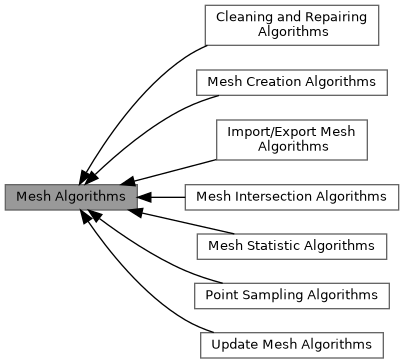 Cleaning and Repairing
Algorithms
Mesh Creation Algorithms
Import/Export Mesh
Algorithms
Mesh Algorithms
Mesh Intersection Algorithms
Mesh Statistic Algorithms
Point Sampling Algorithms
Update Mesh Algorithms